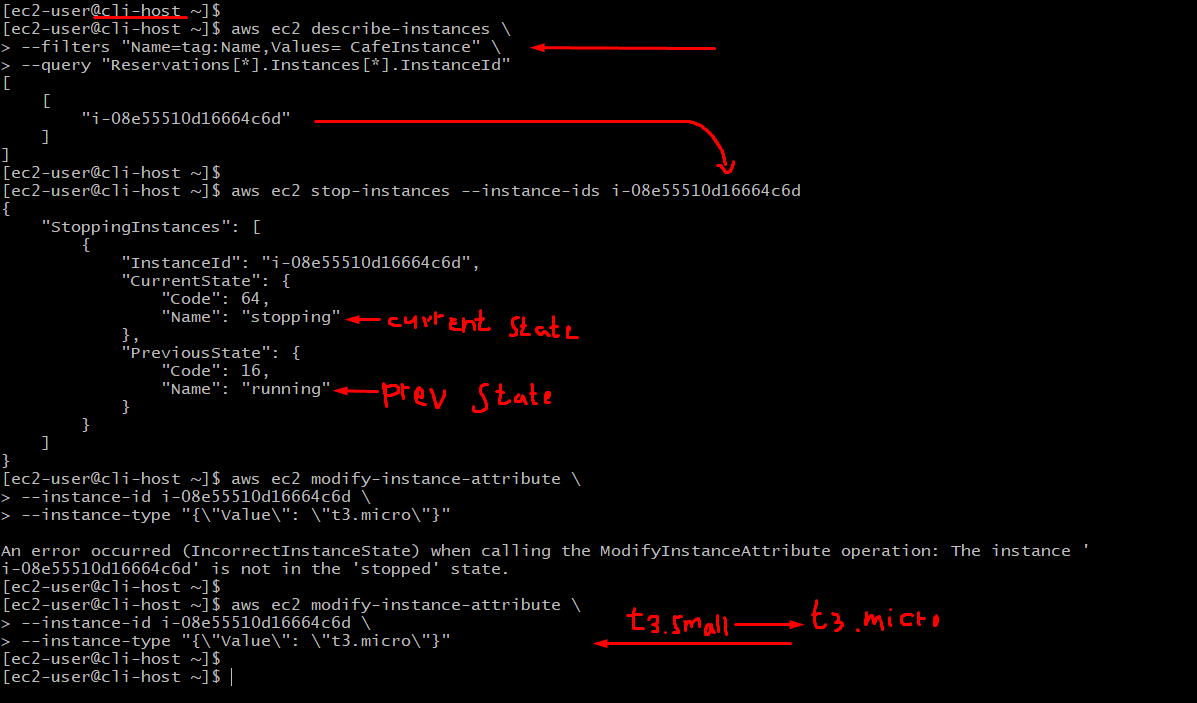 [ec2-user@cli-host ~]$
[ec2-user@cli-host ~]$ aws ec2 describe-instances \
> --filters "Name=tag:Name,Values= CafeInstance" \
> --query "Reservations[*].Instances[*].InstanceId"
[
    [
        "i-08e55510d16664c6d"
    ]
]
[ec2-user@cli-host ~]$
[ec2-user@cli-host ~]$ aws ec2 stop-instances --instance-ids i-08e55510d16664c6d
{
    "StoppingInstances": [
        {
            "InstanceId": "i-08e55510d16664c6d",
            "CurrentState": {
                "Code": 64,
                "Name": "stopping" current state
            },
            "PreviousState": {
                "Code": 16,
                "Name": "running" Prev State
            }
        }
    ]
}
[ec2-user@cli-host ~]$ aws ec2 modify-instance-attribute \
> --instance-id i-08e55510d16664c6d \
> --instance-type "{\"Value\": \"t3.micro\"}"
An error occurred (IncorrectInstanceState) when calling the ModifyInstanceAttribute operation: The instance '
i-08e55510d16664c6d' is not in the 'stopped' state.
[ec2-user@cli-host ~]$
[ec2-user@cli-host ~]$ aws ec2 modify-instance-attribute \
> --instance-id i-08e55510d16664c6d \ t3.small t3.micro
> --instance-type "{\"Value\": \"t3.micro\"}"
[ec2-user@cli-host ~]$
[ec2-user@cli-host ~]$